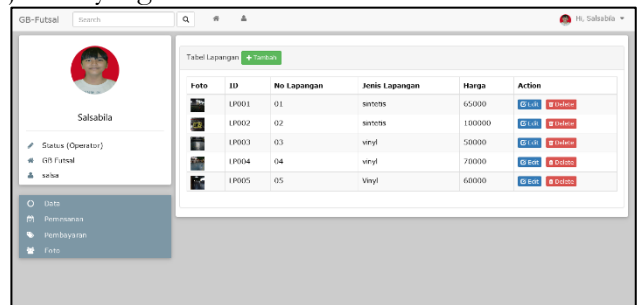 GB-Futsal Search Hi, Salsabila
Tabel Lapangan + Tambah
Foto ID No Lapangan Jenis Lapangan Harga Action
LP001 01 sintetis 65000 Edit Delete
LP002 02 sintetis 100000 Edit Delete
LP003 03 vinyl 50000 Edit Delete
LP004 04 vinyl 70000 Edit Delete
LP005 05 Vinyl 60000 Edit Delete
Salsabila
Status (Operator)
GB Futsal
salsa
Data
Pemesanan
Pembayaran
Foto